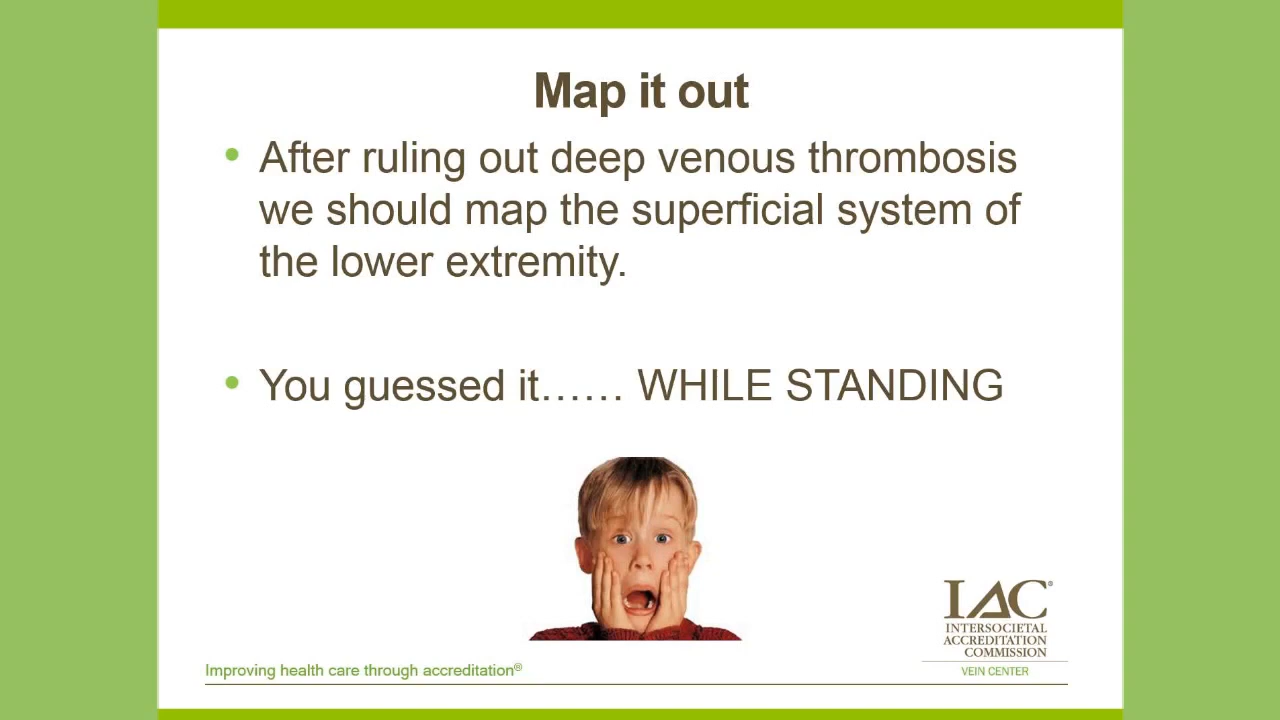 Map it out
• After ruling out deep venous thrombosis
we should map the superficial system of
the lower extremity.
• You guessed it…… WHILE STANDING
IAC®
INTERSOCIETAL
ACCREDITATION
COMMISSION
VEIN CENTER
Improving health care through accreditation®